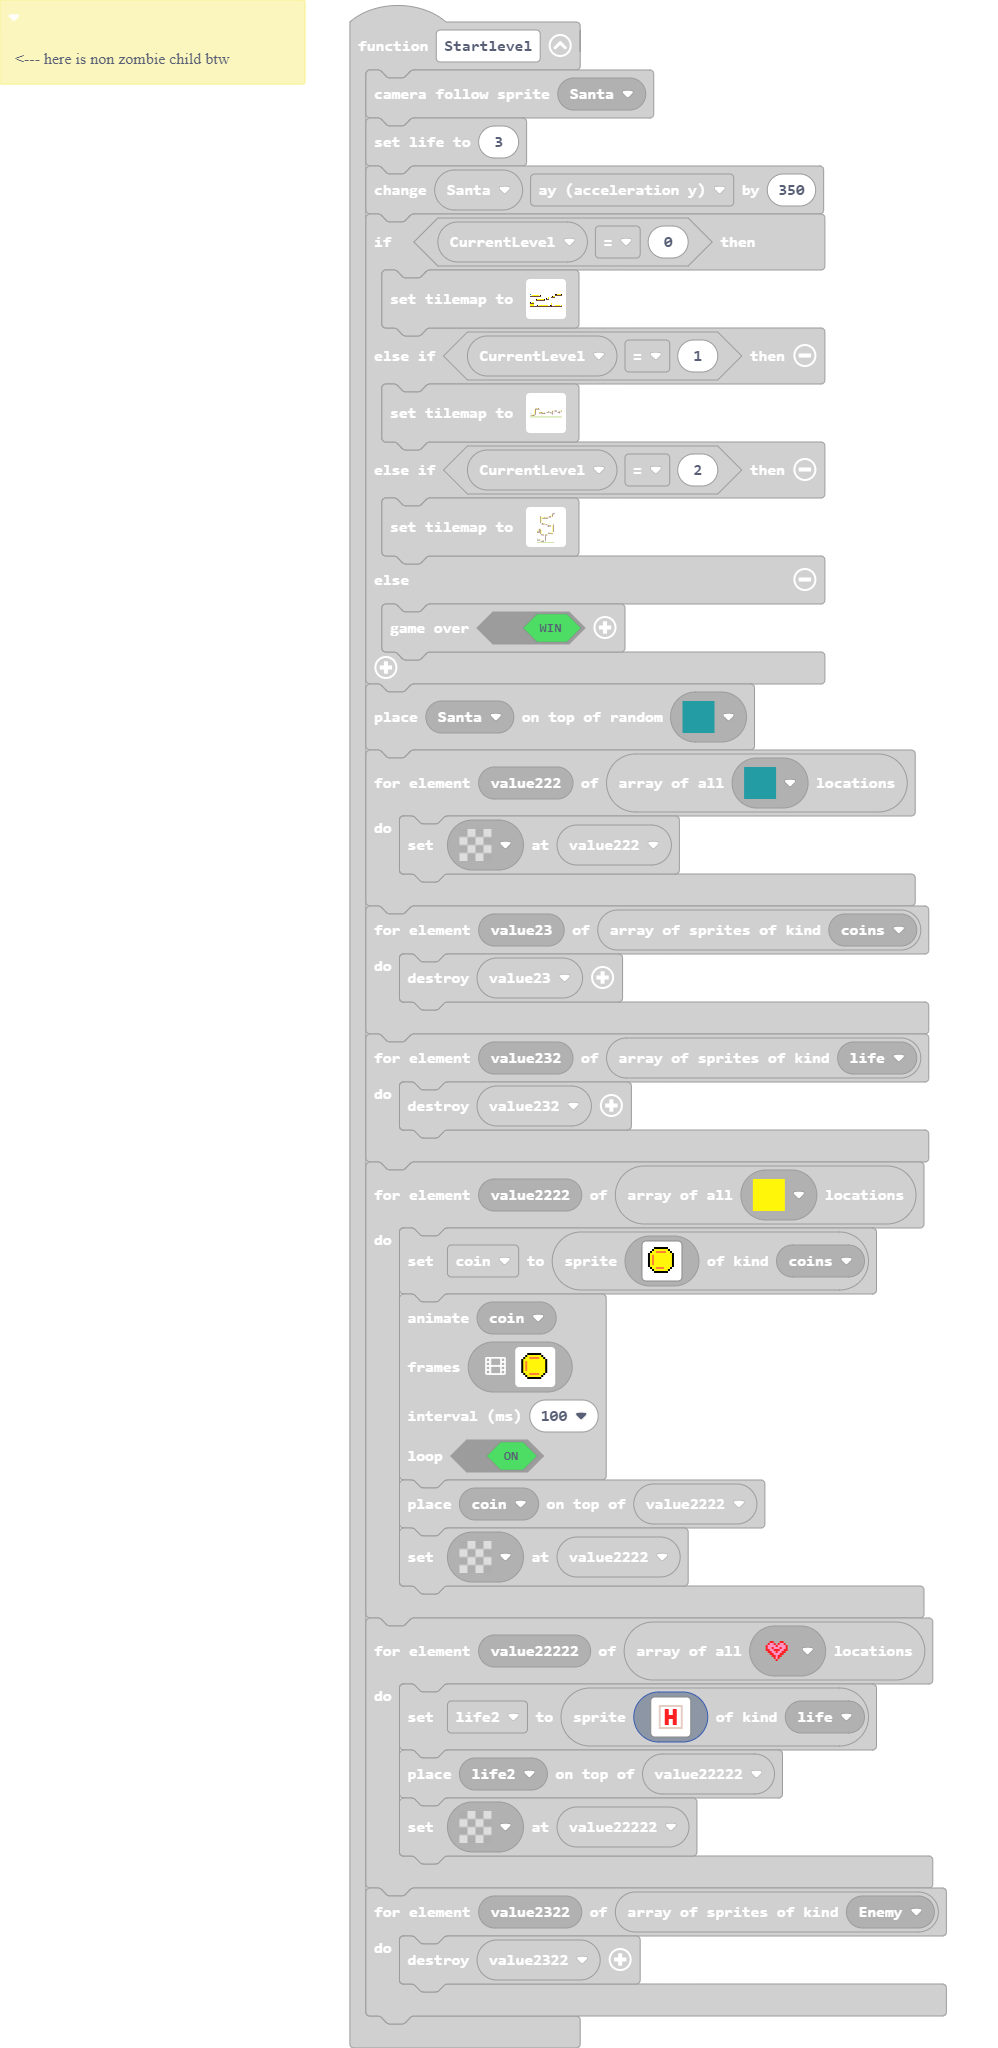 <--- here is non zombie child btw
function Startlevel
camera follow sprite Santa
set life to 3
change Santa ay (acceleration y) by 350
if CurrentLevel = 0 then
set tilemap to
else if CurrentLevel = 1 then
set tilemap to
else if CurrentLevel = 2 then
set tilemap to
else
game over WIN
place Santa on top of random
for element value222 of array of all locations
do
set at value222
for element value23 of array of sprites of kind coins
do
destroy value23
for element value232 of array of sprites of kind life
do
destroy value232
for element value2222 of array of all locations
do
set coin to sprite of kind coins
animate coin
frames
interval (ms) 100
loop ON
place coin on top of value2222
set at value2222
for element value22222 of array of all locations
do
set life2 to sprite H of kind life
place life2 on top of value22222
set at value22222
for element value2322 of array of sprites of kind Enemy
do
destroy value2322